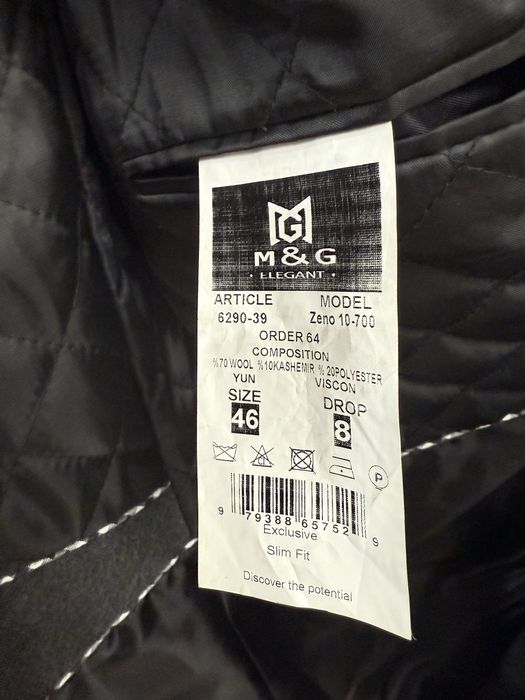 MG
M & G
• ELEGANT •
ARTICLE MODEL
6290-39 Zeno 10-700
ORDER 64
COMPOSITION
%70 WOOL %10KASHEMIR % 20POLYESTER
YUN VISCON
SIZE DROP
46 8
P
9 79388 65752 9
Exclusive
Slim Fit
Discover the potential